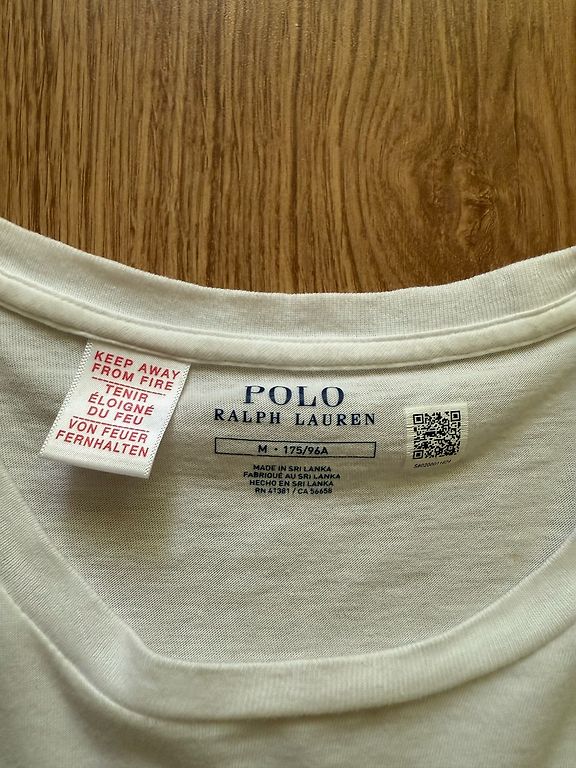 KEEP AWAY
FROM FIRE
TENIR
ÉLOIGNÉ
DU FEU
VON FEUER
FERNHALTEN
POLO
RALPH LAUREN
M • 175/96A
MADE IN SRI LANKA
FABRIQUÉ AU SRI LANKA
HECHO EN SRI LANKA
RN 41381 / CA 56658